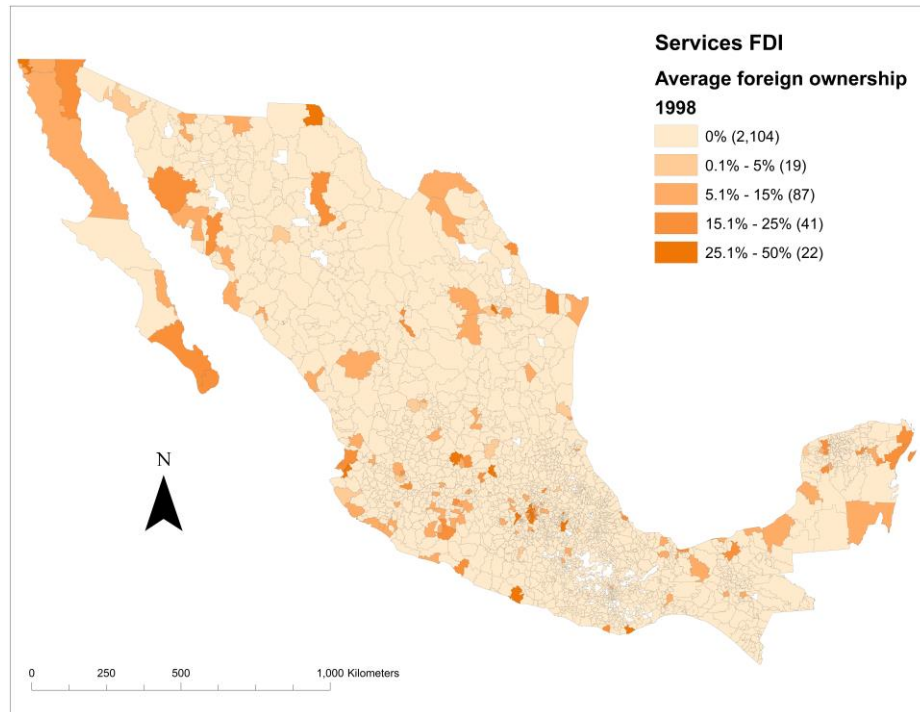 Services FDI
Average foreign ownership
1998
0% (2,104)
0.1% - 5% (19)
5.1% - 15% (87)
15.1% - 25% (41)
25.1% - 50% (22)
N
0 250 500 1,000 Kilometers